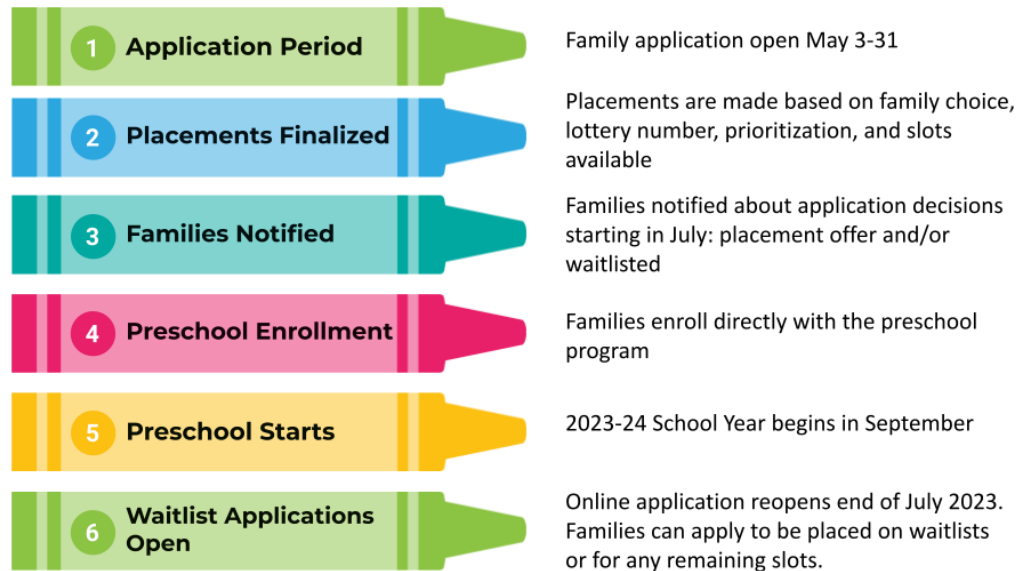 1 Application Period
Family application open May 3-31
2 Placements Finalized
Placements are made based on family choice,
lottery number, prioritization, and slots
available
3 Families Notified
Families notified about application decisions
starting in July: placement offer and/or
waitlisted
4 Preschool Enrollment
Families enroll directly with the preschool
program
5 Preschool Starts
2023-24 School Year begins in September
6 Waitlist Applications
Open
Online application reopens end of July 2023.
Families can apply to be placed on waitlists
or for any remaining slots.